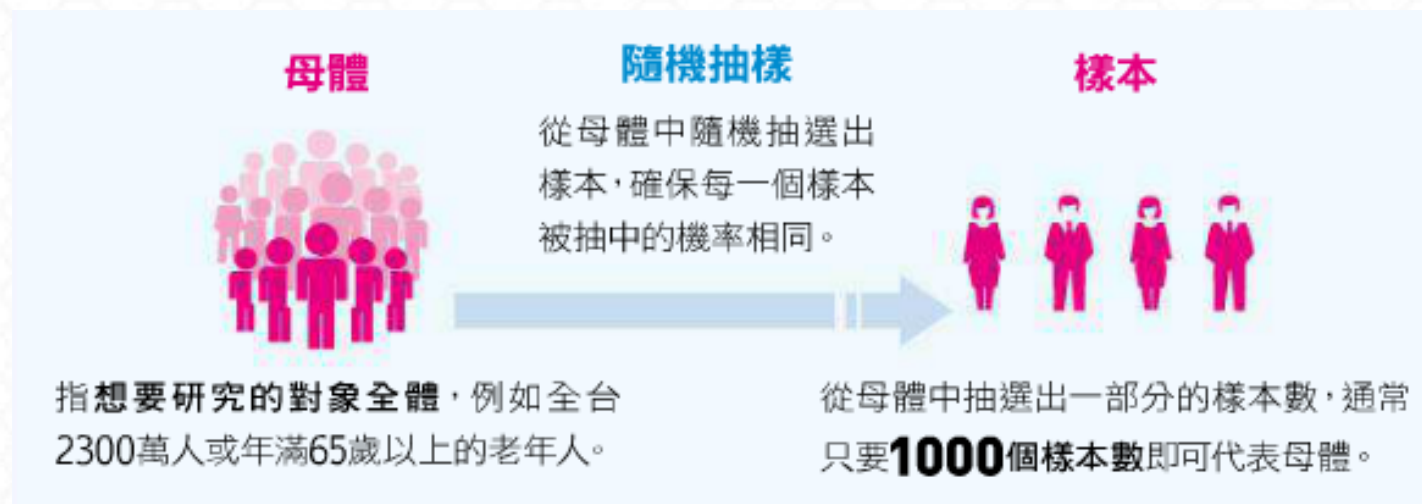 母體
指想要研究的對象全體，例如全台
2300萬人或年滿65歲以上的老年人。
隨機抽樣
從母體中隨機抽選出
樣本，確保每一個樣本
被抽中的機率相同。
樣本
從母體中抽選出一部分的樣本數，通常
只要1000個樣本數即可代表母體。